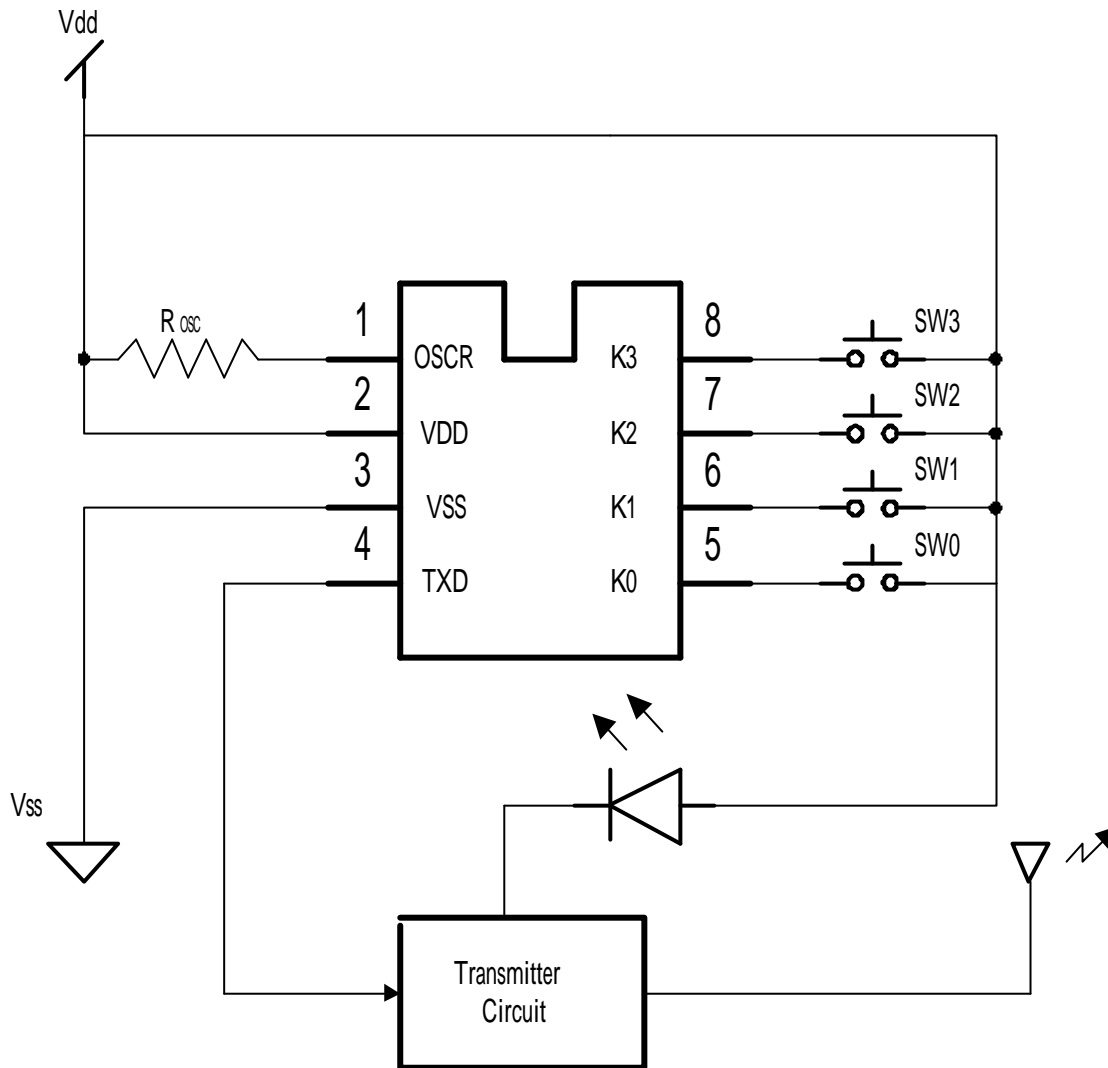 Vdd
R OSC
1
OSCR
2
VDD
3
VSS
4
TXD
8
K3
SW3
7
K2
SW2
6
K1
SW1
5
K0
SW0
Vss
Transmitter
Circuit